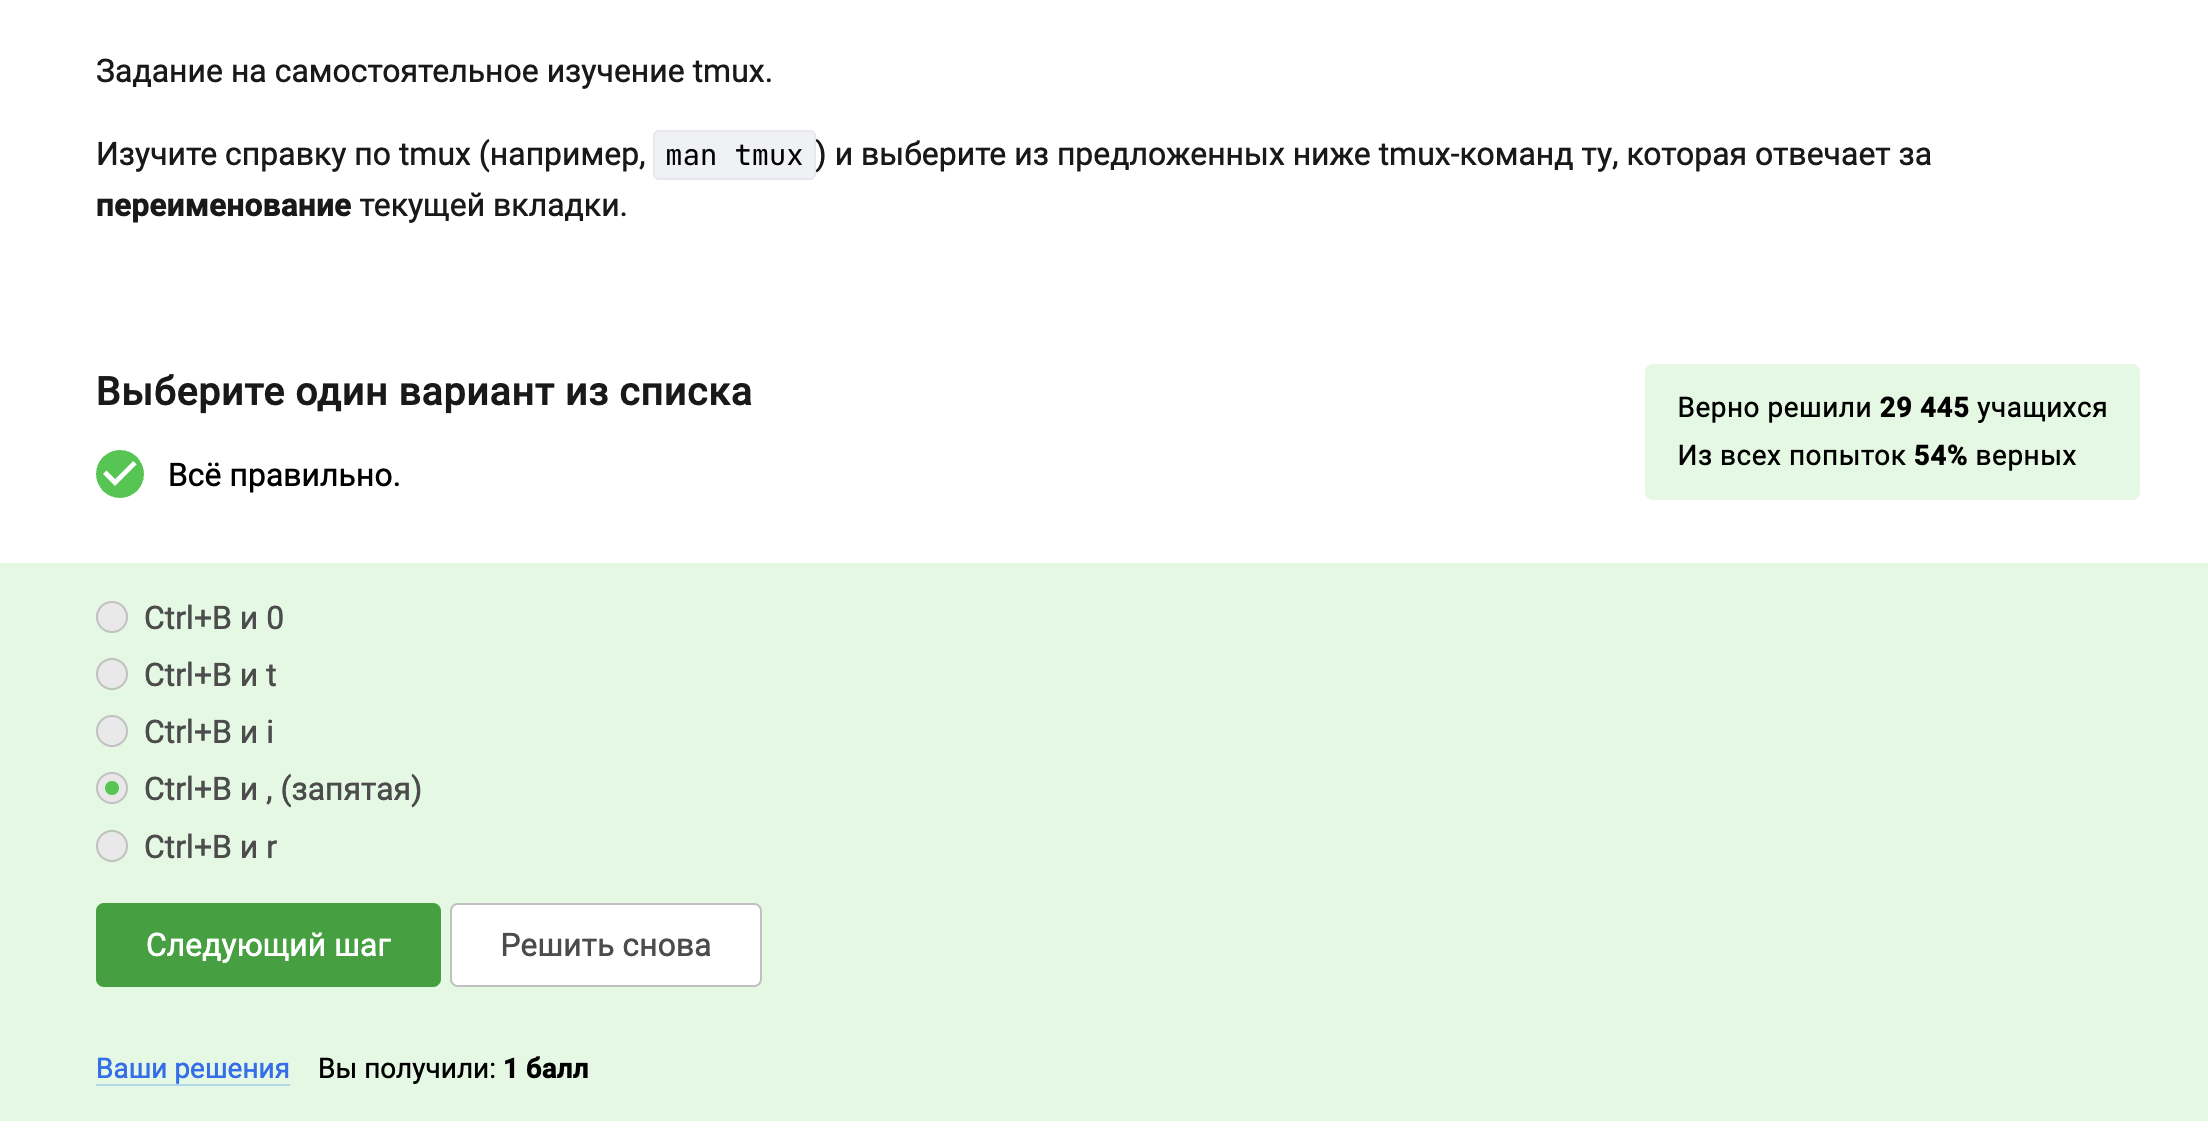 Задание на самостоятельное изучение tmux.
Изучите справку по tmux (например, man tmux) и выберите из предложенных ниже tmux-команд ту, которая отвечает за
переименование текущей вкладки.
Выберите один вариант из списка
Всё правильно.
Верно решили 29 445 учащихся
Из всех попыток 54% верных
Ctrl+B и 0
Ctrl+B и t
Ctrl+B и i
Ctrl+B и , (запятая)
Ctrl+B и r
Следующий шаг
Решить снова
Ваши решения Вы получили: 1 балл